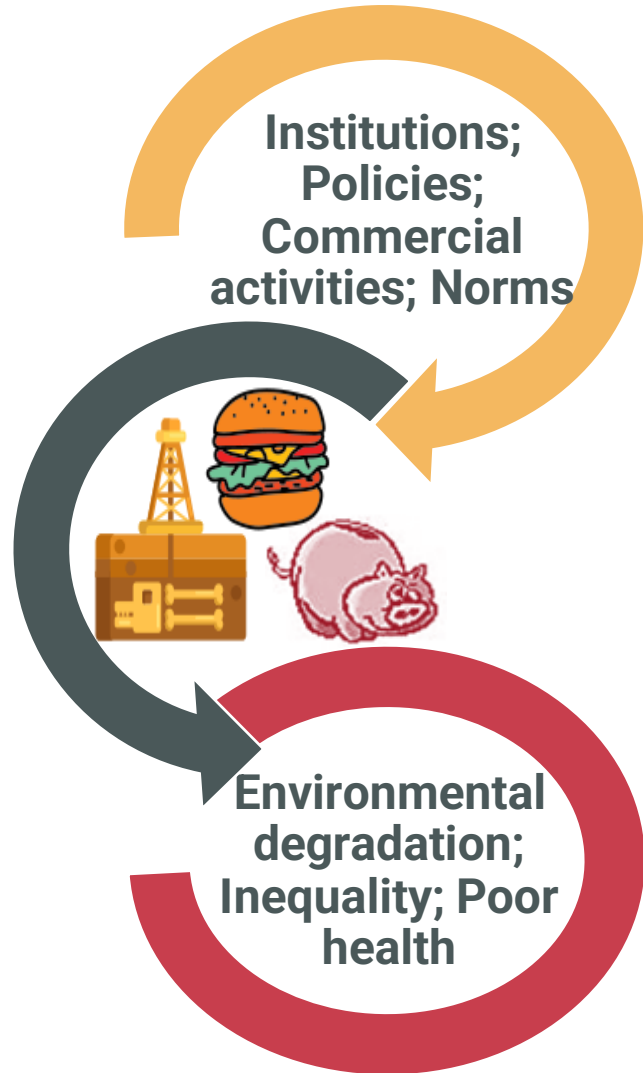 Institutions;
Policies;
Commercial
activities; Norms
Environmental
degradation;
Inequality; Poor
health